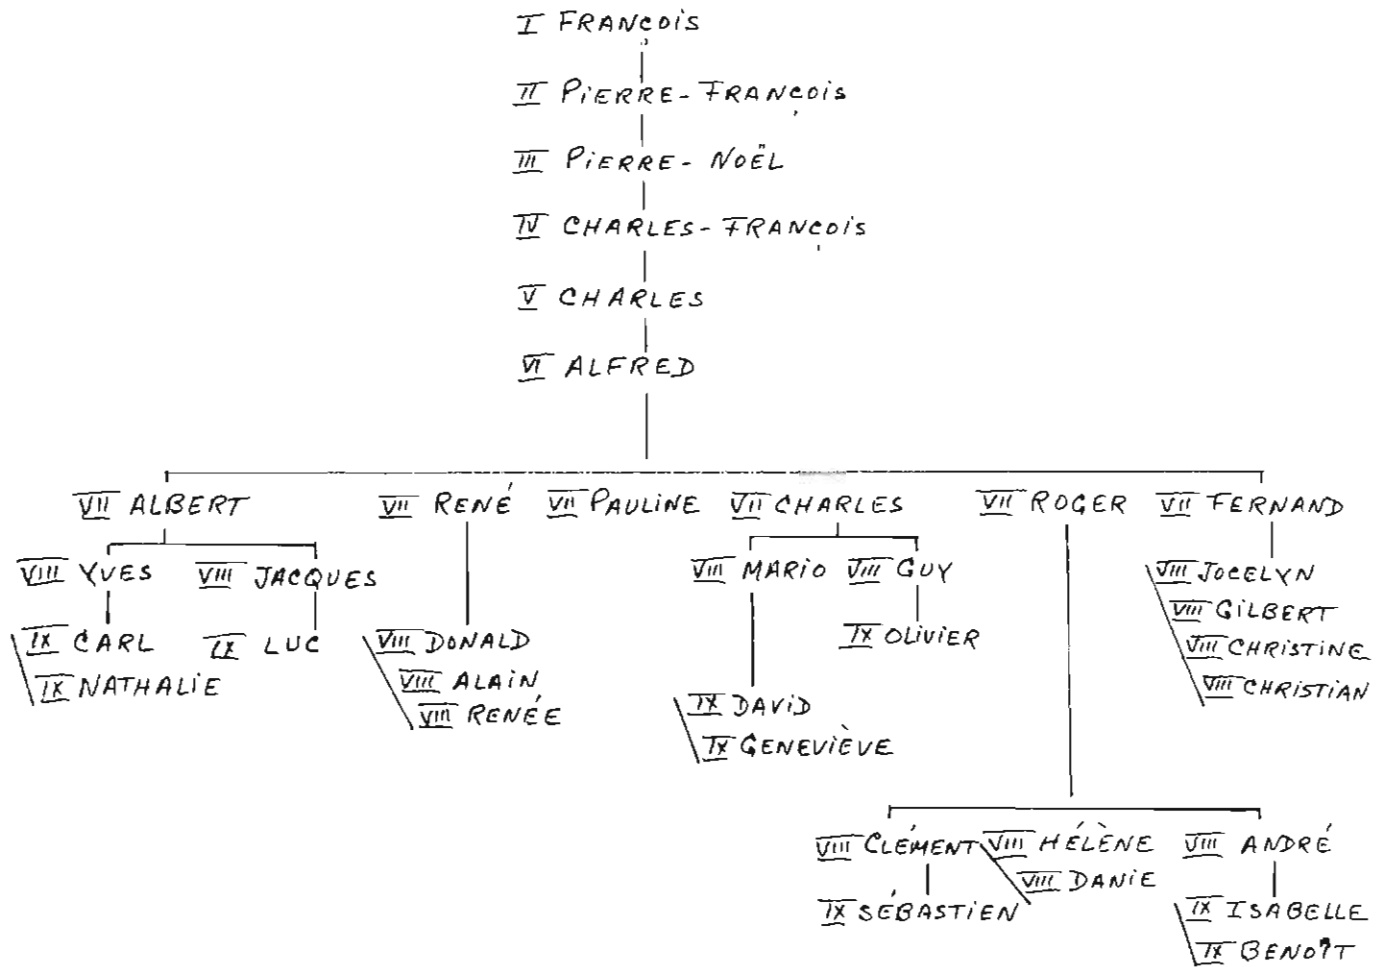 I FRANÇOIS
II PIERRE-FRANÇOIS
III PIERRE-NOËL
IV CHARLES-FRANÇOIS
V CHARLES
VI ALFRED
VII ALBERT VII RENÉ VII PAULINE VII CHARLES VII ROGER VII FERNAND
VIII YVES VIII JACQUES VIII MARIO VIII GUY VIII JOCELYN
VIII GILBERT
IX CARL IX LUC VIII DONALD IX OLIVIER VIII CHRISTINE
IX NATHALIE VIII ALAIN VIII CHRISTIAN
VIII RENÉE IX DAVID
IX GENEVIÈVE
VIII CLÉMENT VIII HÉLÈNE VIII ANDRÉ
VIII DANIE
IX SÉBASTIEN IX ISABELLE
IX BENOÎT